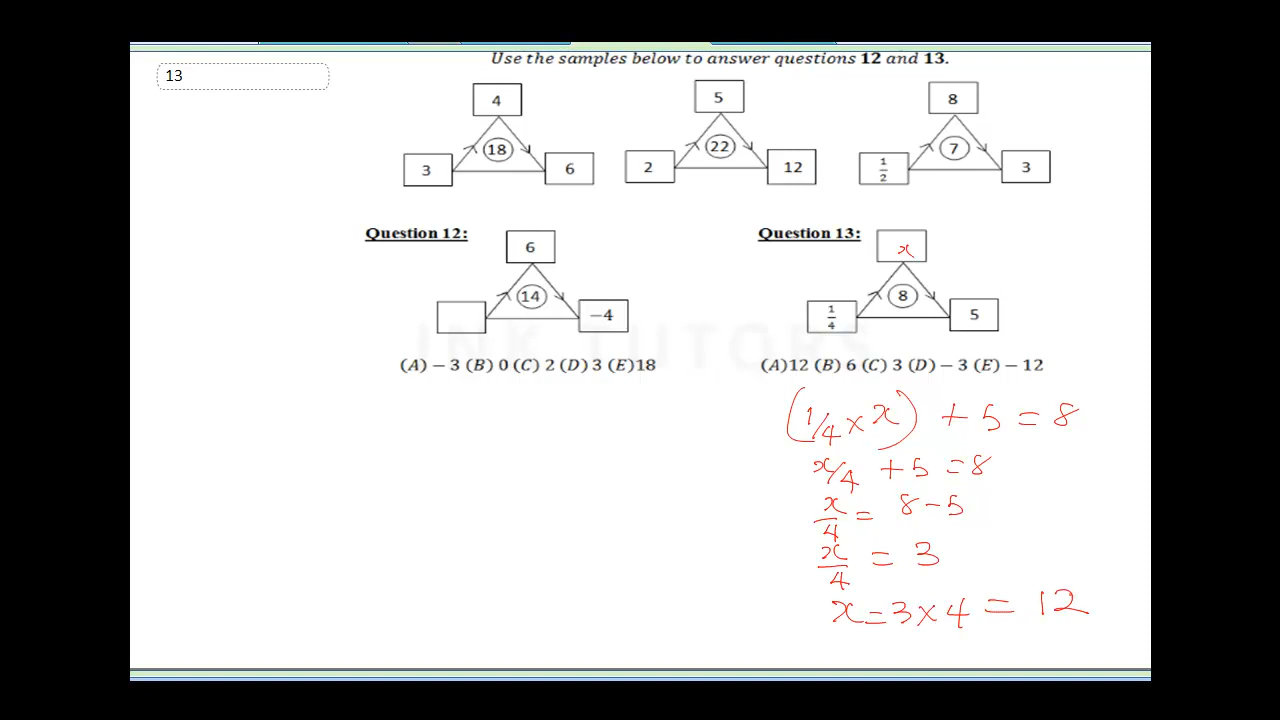 13
Use the samples below to answer questions 12 and 13.
4
18
3
6
5
22
2
12
8
7
1/2
3
Question 12:
6
14
−4
(A) − 3 (B) 0 (C) 2 (D) 3 (E)18
Question 13:
x
8
1/4
5
(A)12 (B) 6 (C) 3 (D) − 3 (E) − 12
INK TUTORS
(1/4 × x) + 5 = 8
x/4 + 5 = 8
x/4 = 8 − 5
x/4 = 3
x = 3 × 4 = 12